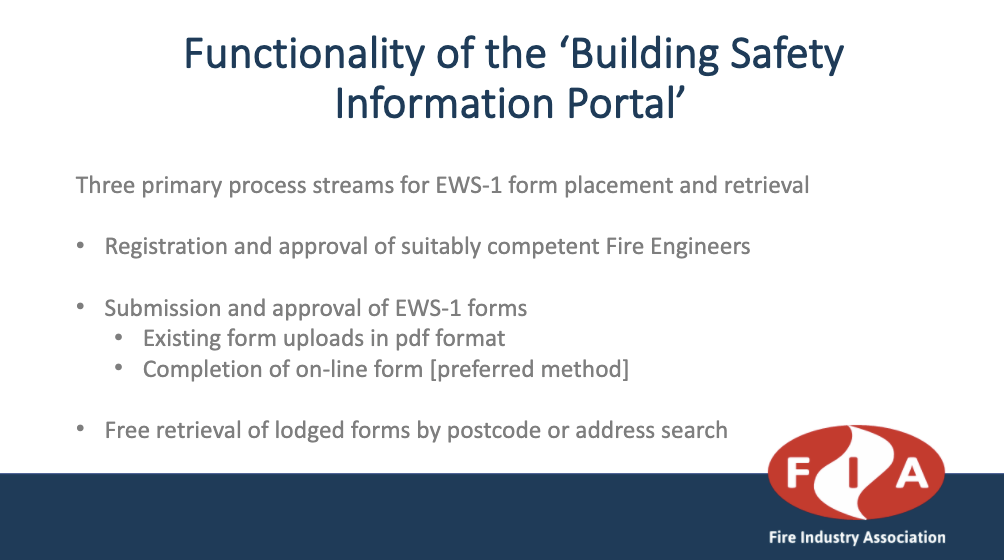 Functionality of the ‘Building Safety
Information Portal’
Three primary process streams for EWS-1 form placement and retrieval
• Registration and approval of suitably competent Fire Engineers
• Submission and approval of EWS-1 forms
• Existing form uploads in pdf format
• Completion of on-line form [preferred method]
• Free retrieval of lodged forms by postcode or address search
FIA
Fire Industry Association